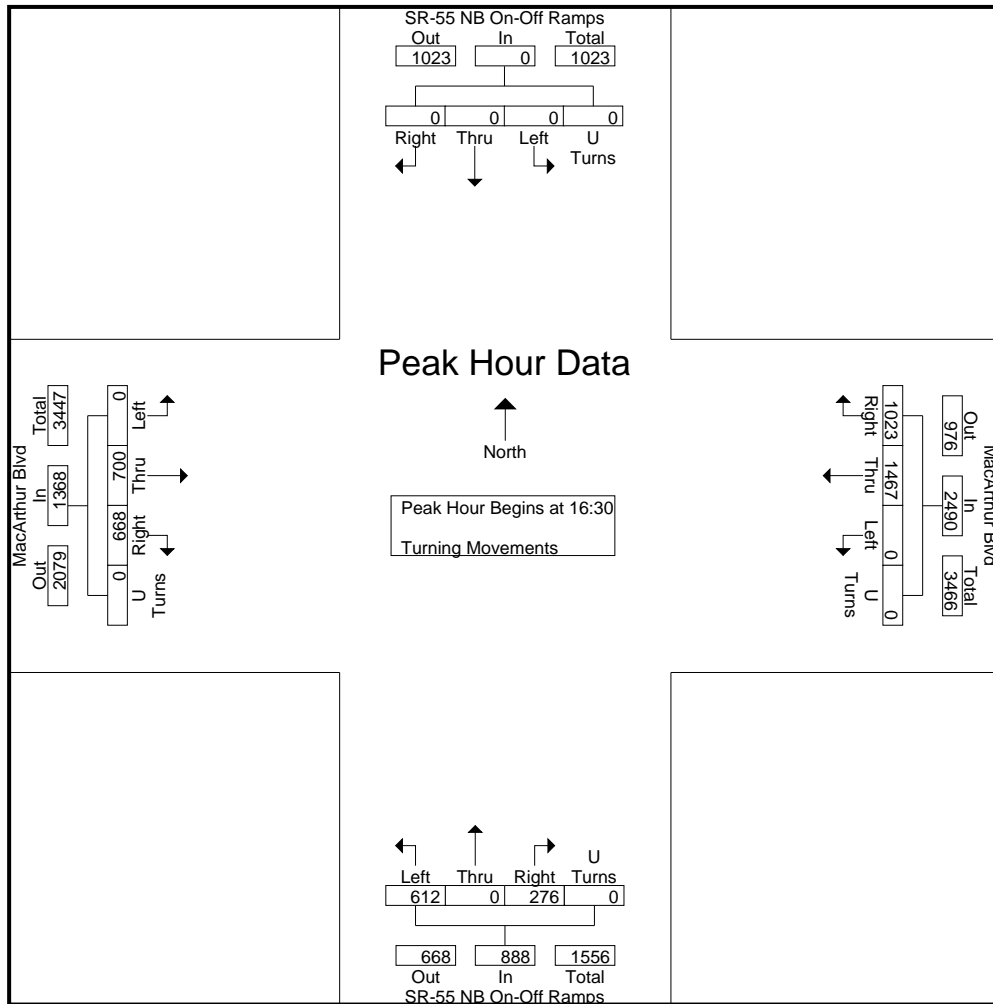 SR-55 NB On-Off Ramps
Out In Total
1023 0 1023
0 0 0 0
Right Thru Left U Turns
Peak Hour Data
North
Peak Hour Begins at 16:30
Turning Movements
MacArthur Blvd
Out In Total
2079 1368 3447
0 700 668 0
Left Thru Right U Turns
MacArthur Blvd
Out In Total
976 2490 3466
1023 1467 0 0
Right Thru Left U Turns
Left Thru Right U Turns
612 0 276 0
668 888 1556
Out In Total
SR-55 NB On-Off Ramps